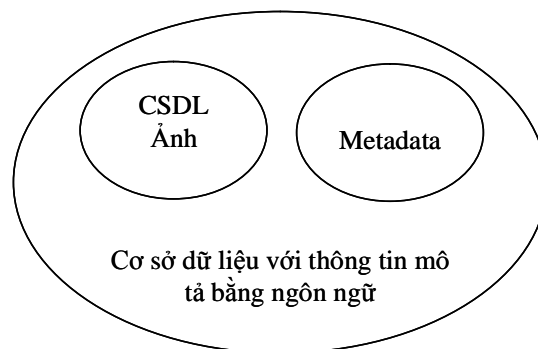 CSDL
Ảnh
Metadata
Cơ sở dữ liệu với thông tin mô
tả bằng ngôn ngữ